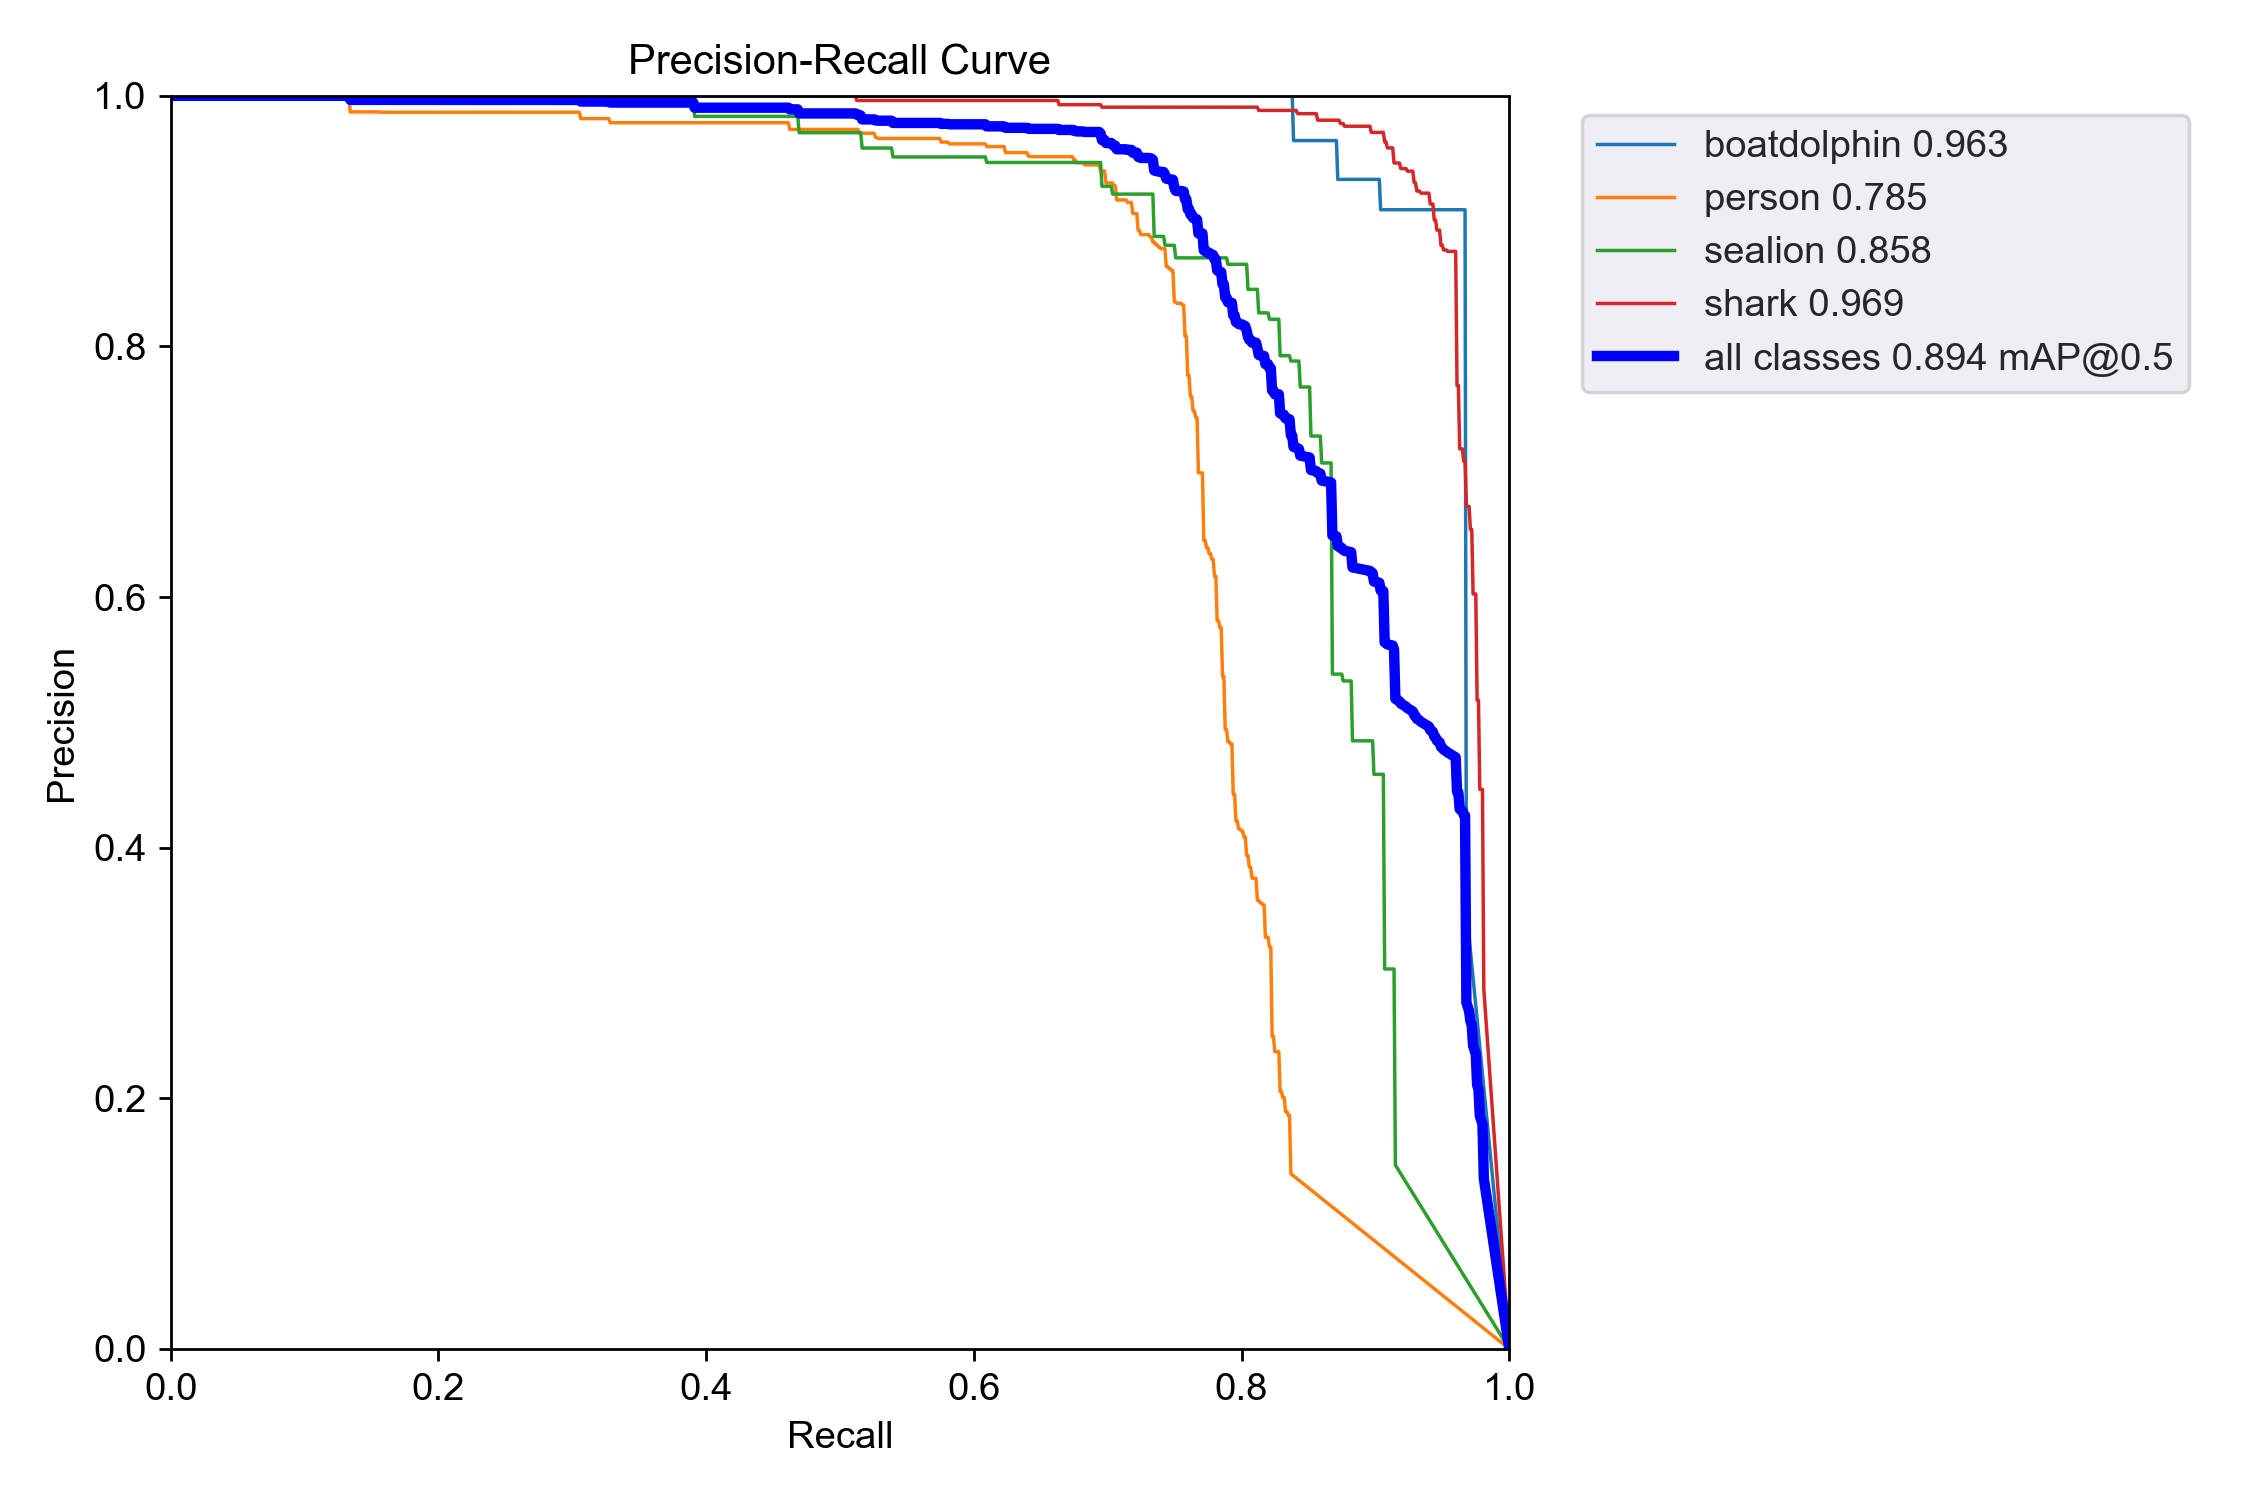 Precision-Recall Curve
1.0
0.8
0.6
0.4
0.2
0.0
Precision
0.0 0.2 0.4 0.6 0.8 1.0
Recall
boatdolphin 0.963
person 0.785
sealion 0.858
shark 0.969
all classes 0.894 mAP@0.5